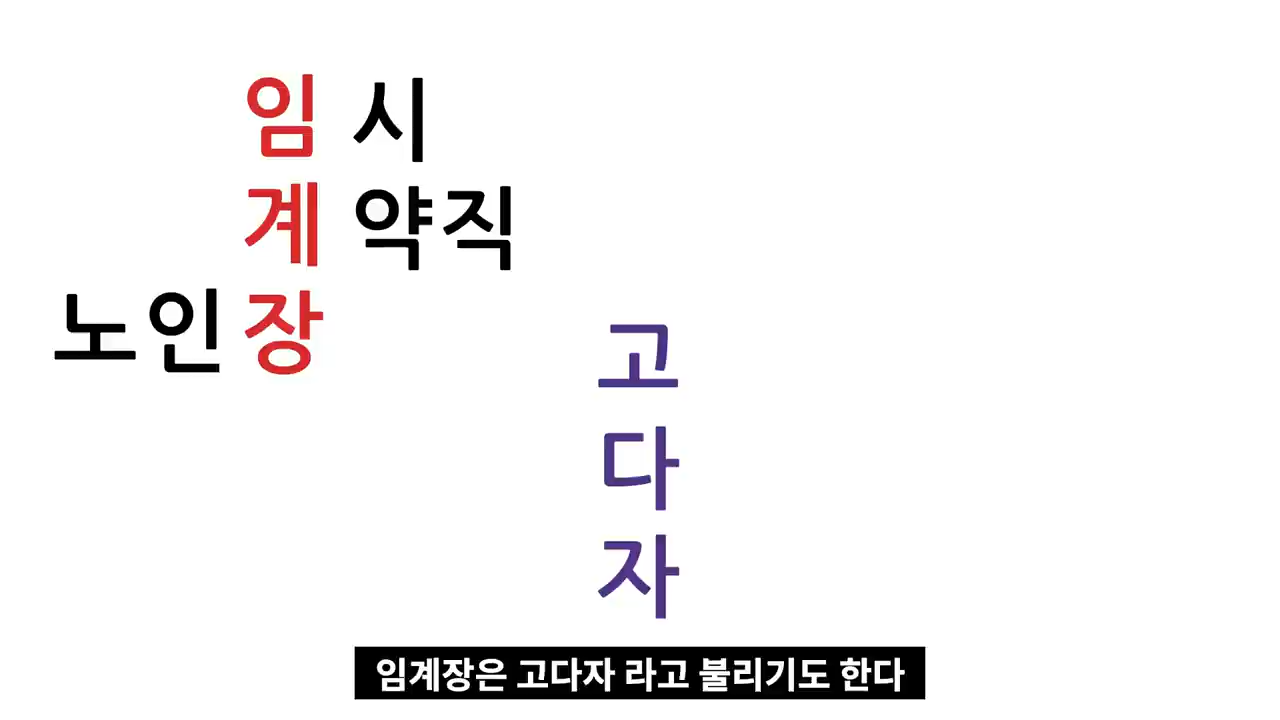 임시
계약직
노인장
고
다
자
임계장은 고다자 라고 불리기도 한다